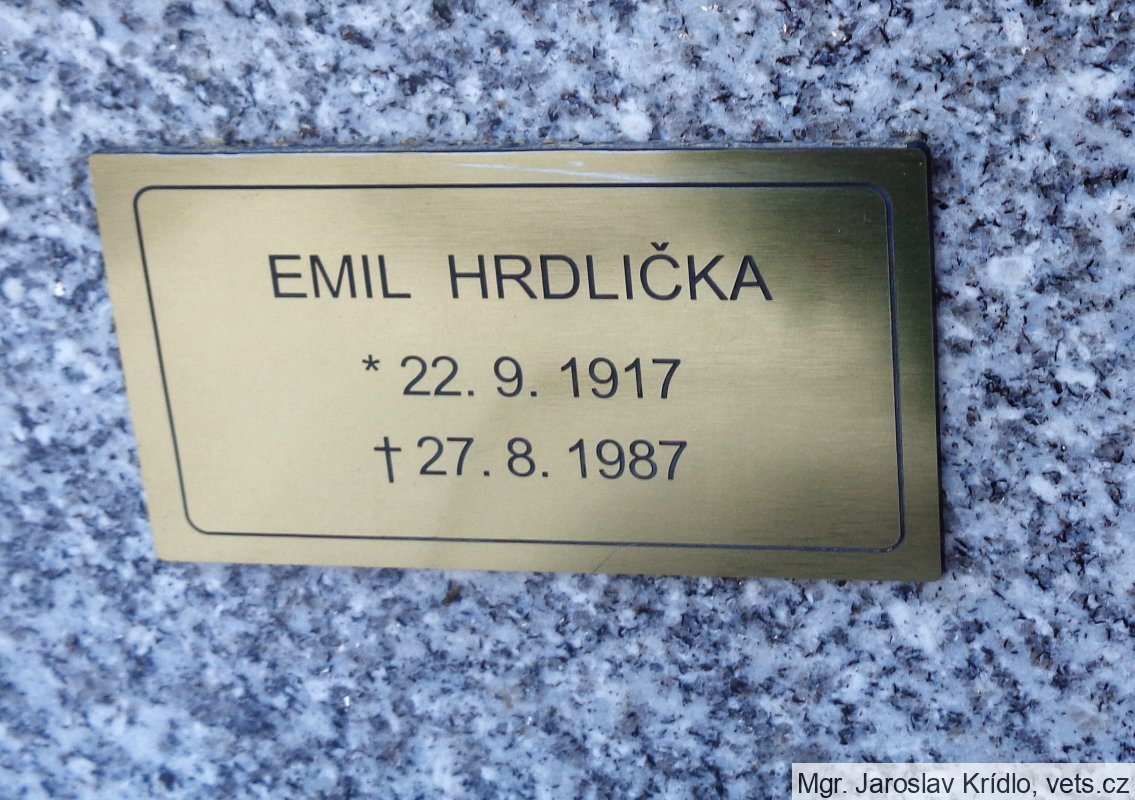 EMIL HRDLIČKA
* 22. 9. 1917
† 27. 8. 1987
Mgr. Jaroslav Krídlo, vets.cz